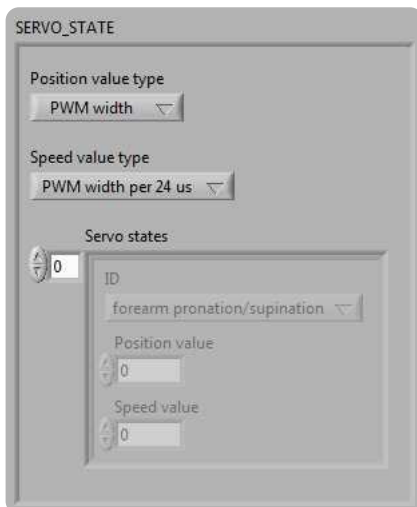 SERVO_STATE
Position value type
PWM width
Speed value type
PWM width per 24 us
Servo states
0
ID
forearm pronation/supination
Position value
0
Speed value
0